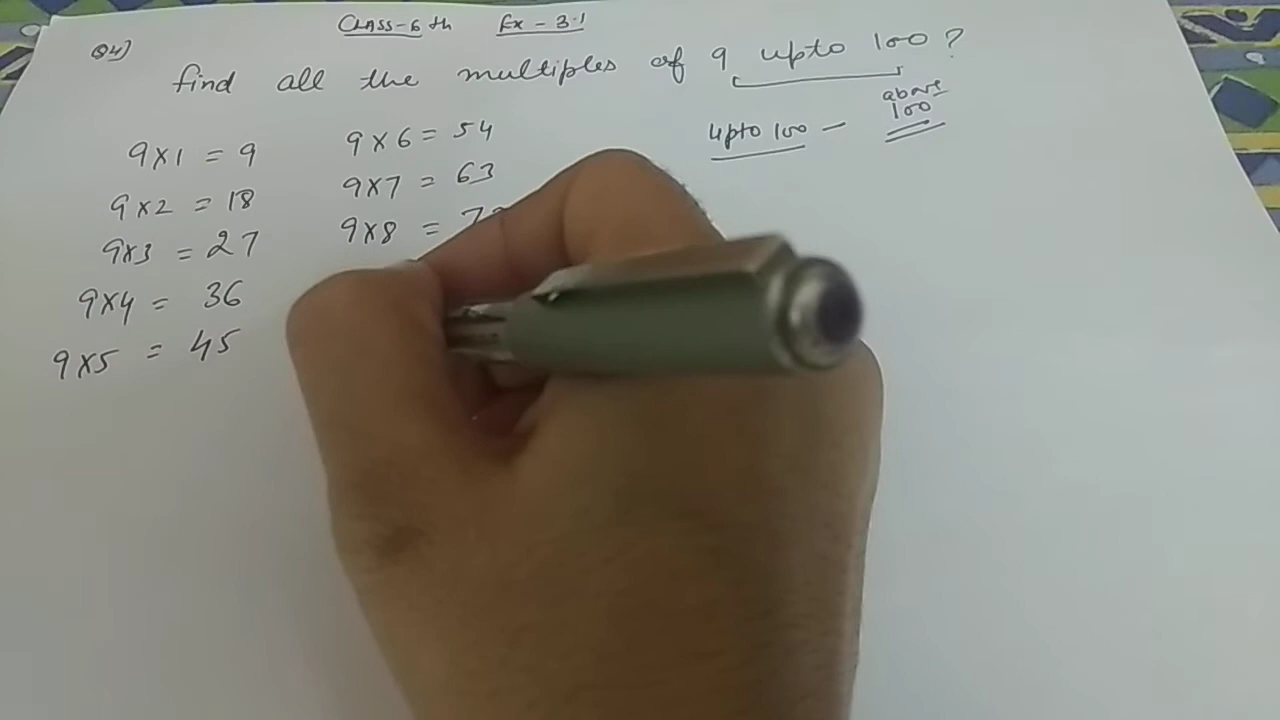 CLASS-6th Ex - 3.1
Q4)
find all the multiples of 9 upto 100?
upto 100 — above 100
9x1 = 9
9x2 = 18
9x3 = 27
9x4 = 36
9x5 = 45
9x6 = 54
9x7 = 63
9x8 = 72